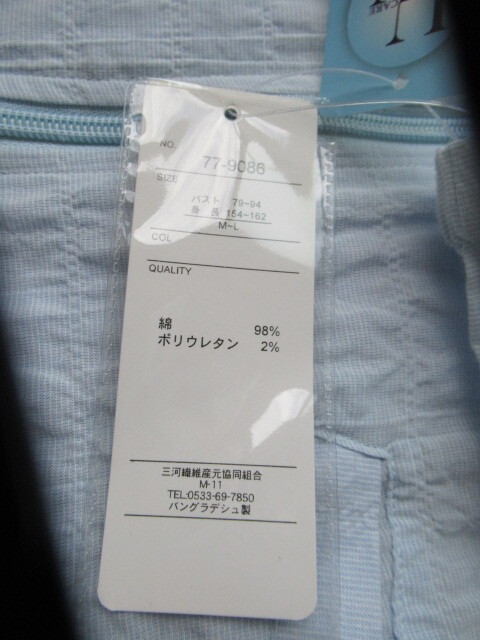 CARE
NO.
77-9086
SIZE
バスト 79~94
身 長 154~162
M~L
COL
QUALITY
綿 98%
ポリウレタン 2%
三河繊維産元協同組合
M-11
TEL:0533-69-7850
バングラデシュ製